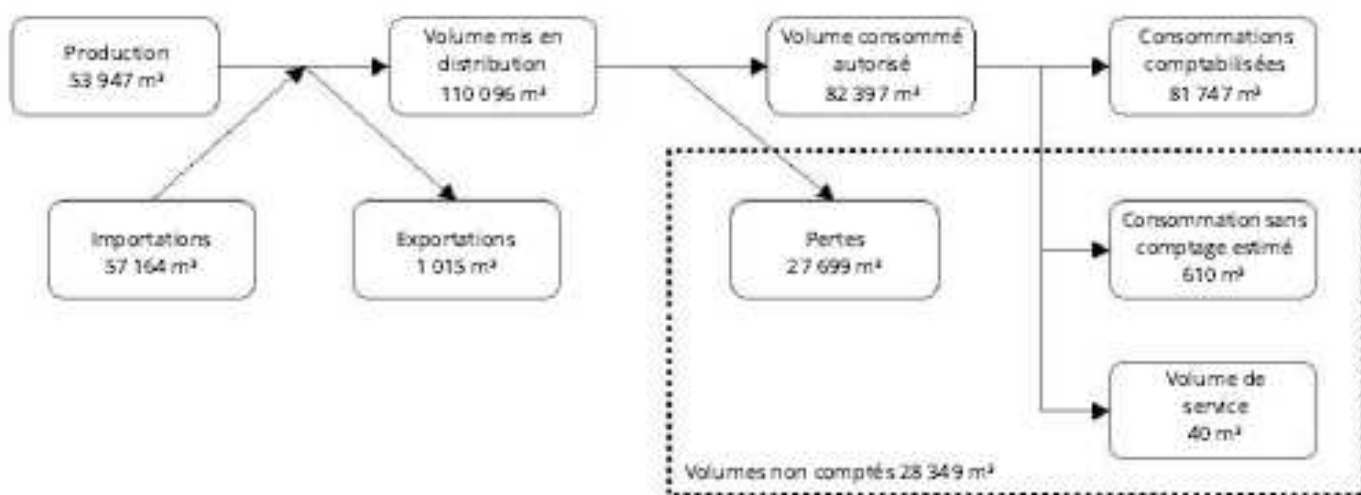 Production
53 947 m³
Volume mis en
distribution
110 096 m³
Volume consommé
autorisé
82 397 m³
Consommations
comptabilisées
81 747 m³
Importations
57 164 m³
Exportations
1 015 m³
Pertes
27 699 m³
Consommation sans
comptage estimé
610 m³
Volume de
service
40 m³
Volumes non comptés 28 349 m³